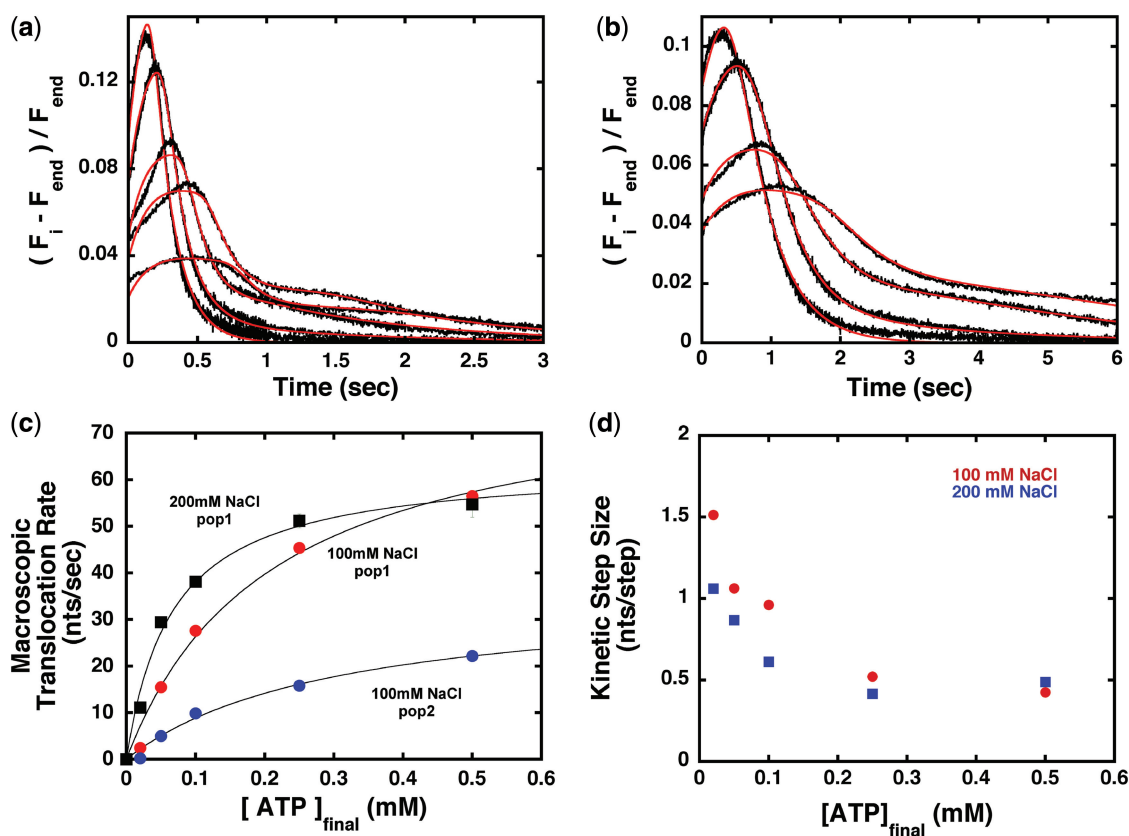 (a)
0.12
0.08
0.04
0
( F i - F end ) / F end
0 0.5 1 1.5 2 2.5 3
Time (sec)
(b)
0.1
0.08
0.06
0.04
0.02
0
( F i - F end ) / F end
0 1 2 3 4 5 6
Time (sec)
(c)
70
60
50
40
30
20
10
0
Macroscopic
Translocation Rate
(nts/sec)
200mM NaCl
pop1
100mM NaCl
pop1
100mM NaCl
pop2
0 0.1 0.2 0.3 0.4 0.5 0.6
[ ATP ] final (mM)
(d)
2
1.5
1
0.5
0
Kinetic Step Size
(nts/step)
100 mM NaCl
200 mM NaCl
0 0.1 0.2 0.3 0.4 0.5 0.6
[ATP] final (mM)